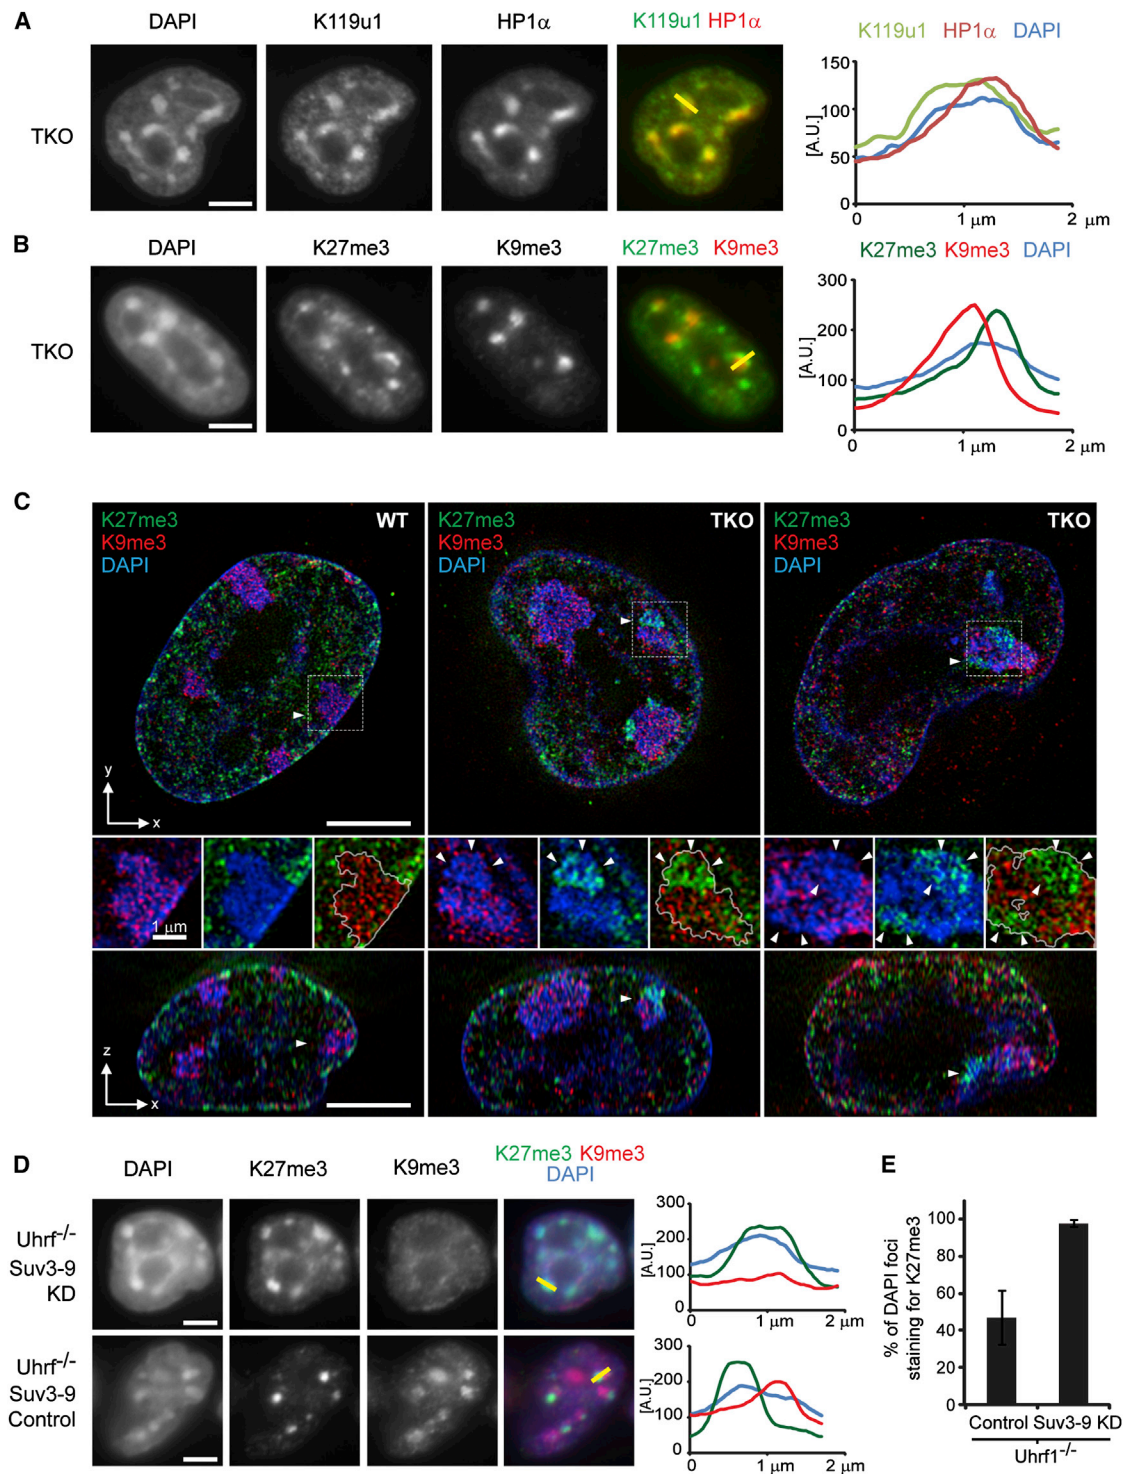 A
DAPI K119u1 HP1α K119u1 HP1α K119u1 HP1α DAPI
TKO
[A.U.]
150
100
50
0
0 1 μm 2 μm
B
DAPI K27me3 K9me3 K27me3 K9me3 K27me3 K9me3 DAPI
TKO
[A.U.]
300
200
100
0
0 1 μm 2 μm
C
K27me3 WT
K9me3
DAPI
y
x
K27me3 TKO
K9me3
DAPI
K27me3 TKO
K9me3
DAPI
1 μm
z
x
D
DAPI K27me3 K9me3 K27me3 K9me3
DAPI
Uhrf-/-
Suv3-9
KD
[A.U.]
300
200
100
0
0 1 μm 2 μm
Uhrf-/-
Suv3-9
Control
[A.U.]
300
200
100
0
0 1 μm 2 μm
E
% of DAPI foci
staining for K27me3
100
80
60
40
20
0
Control Suv3-9 KD
Uhrf1-/-